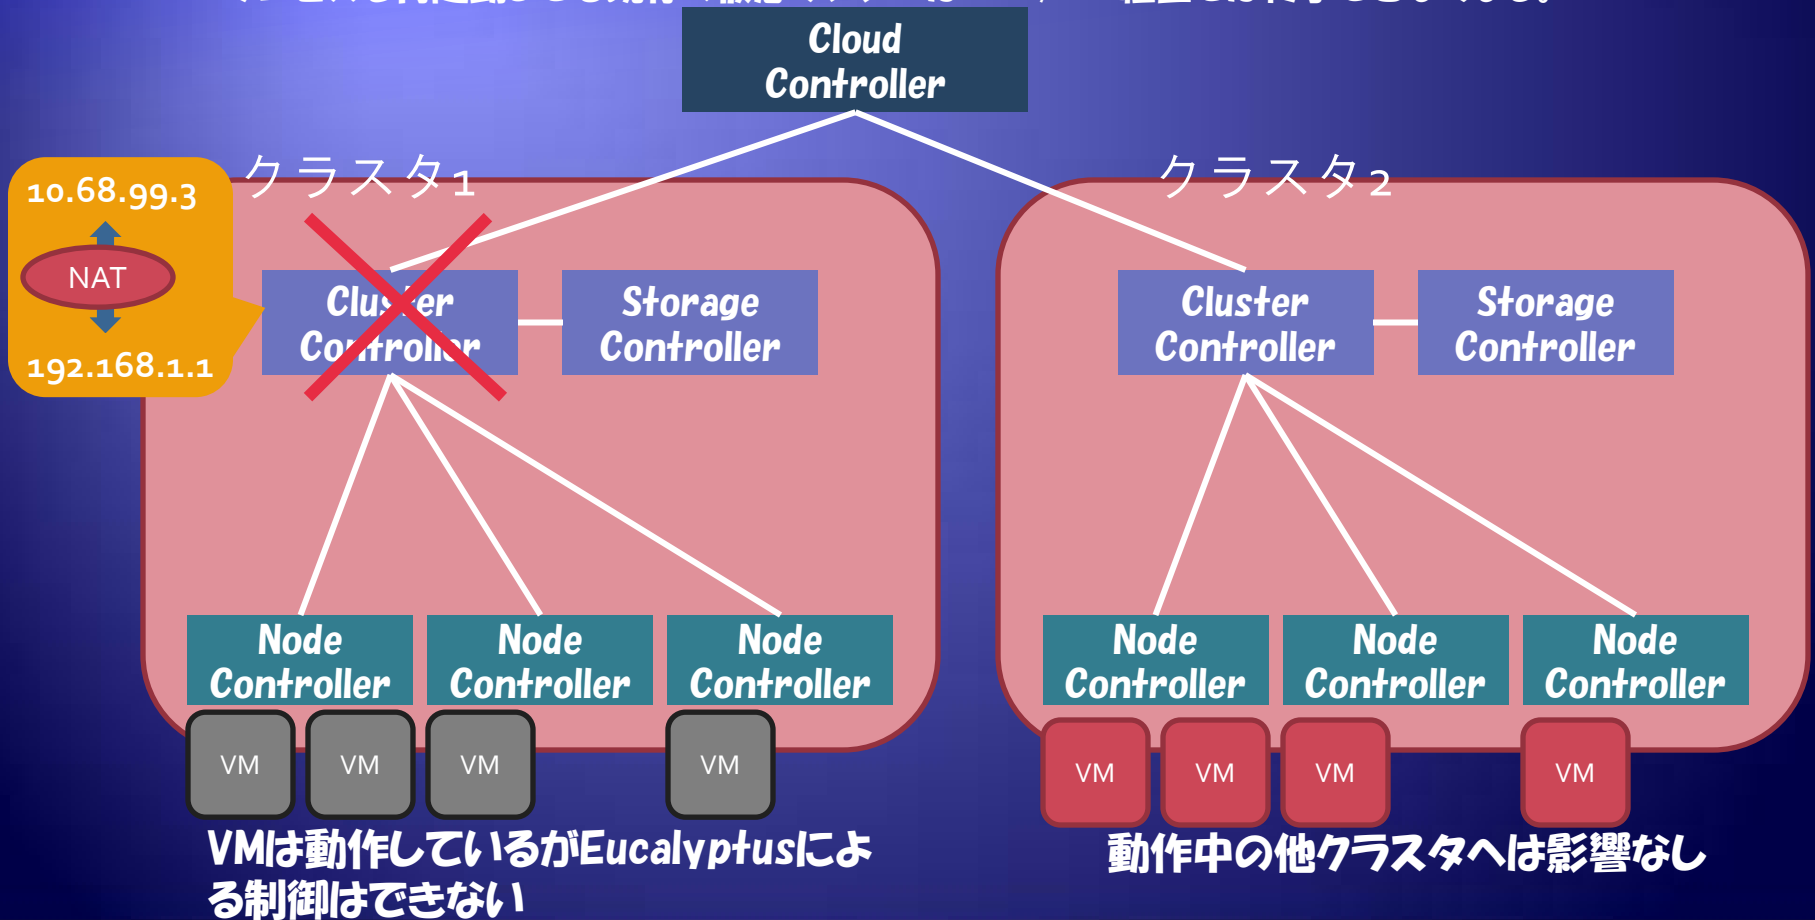 Cloud
Controller
クラスタ1
クラスタ2
10.68.99.3
NAT
192.168.1.1
Cluster
Controller
Storage
Controller
Cluster
Controller
Storage
Controller
Node
Controller
Node
Controller
Node
Controller
Node
Controller
Node
Controller
Node
Controller
VM
VM
VM
VM
VM
VM
VM
VM
VMは動作しているがEucalyptusによ
る制御はできない
動作中の他クラスタへは影響なし